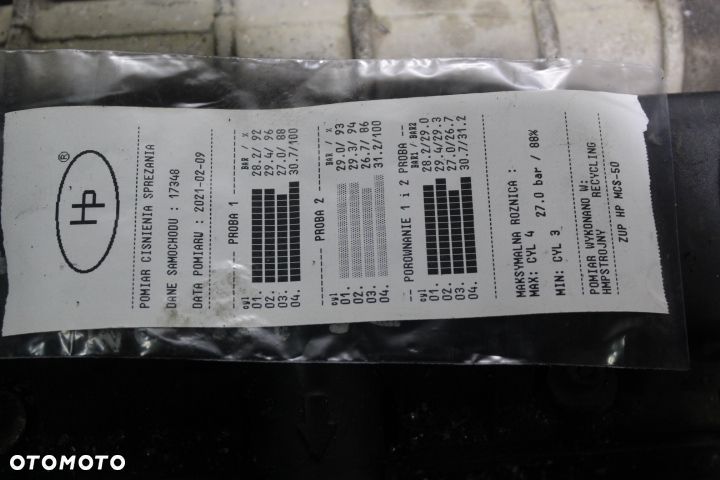 ®
HP
POMIAR CISNIENIA SPREZANIA
DANE SAMOCHODU : 17348
DATA POMIARU : 2021-02-09
--- PROBA 1 ---
cyl BAR / %
01. 28.2/ 92
02. 29.4/ 96
03. 27.0/ 88
04. 30.7/100
--- PROBA 2 ---
cyl BAR / %
01. 29.0/ 93
02. 29.3/ 94
03. 26.7/ 86
04. 31.2/100
-- POROWNANIE 1 i 2 PROBA --
cyl BAR1 / BAR2
01. 28.2/29.0
02. 29.4/29.3
03. 27.0/26.7
04. 30.7/31.2
MAKSYMALNA ROZNICA :
MAX: CYL 4 27.0 bar / 88%
MIN: CYL 3
POMIAR WYKONANO W:
HMPSTROJNY RECYCLING
ZUP HP MCS-50
OTOMOTO